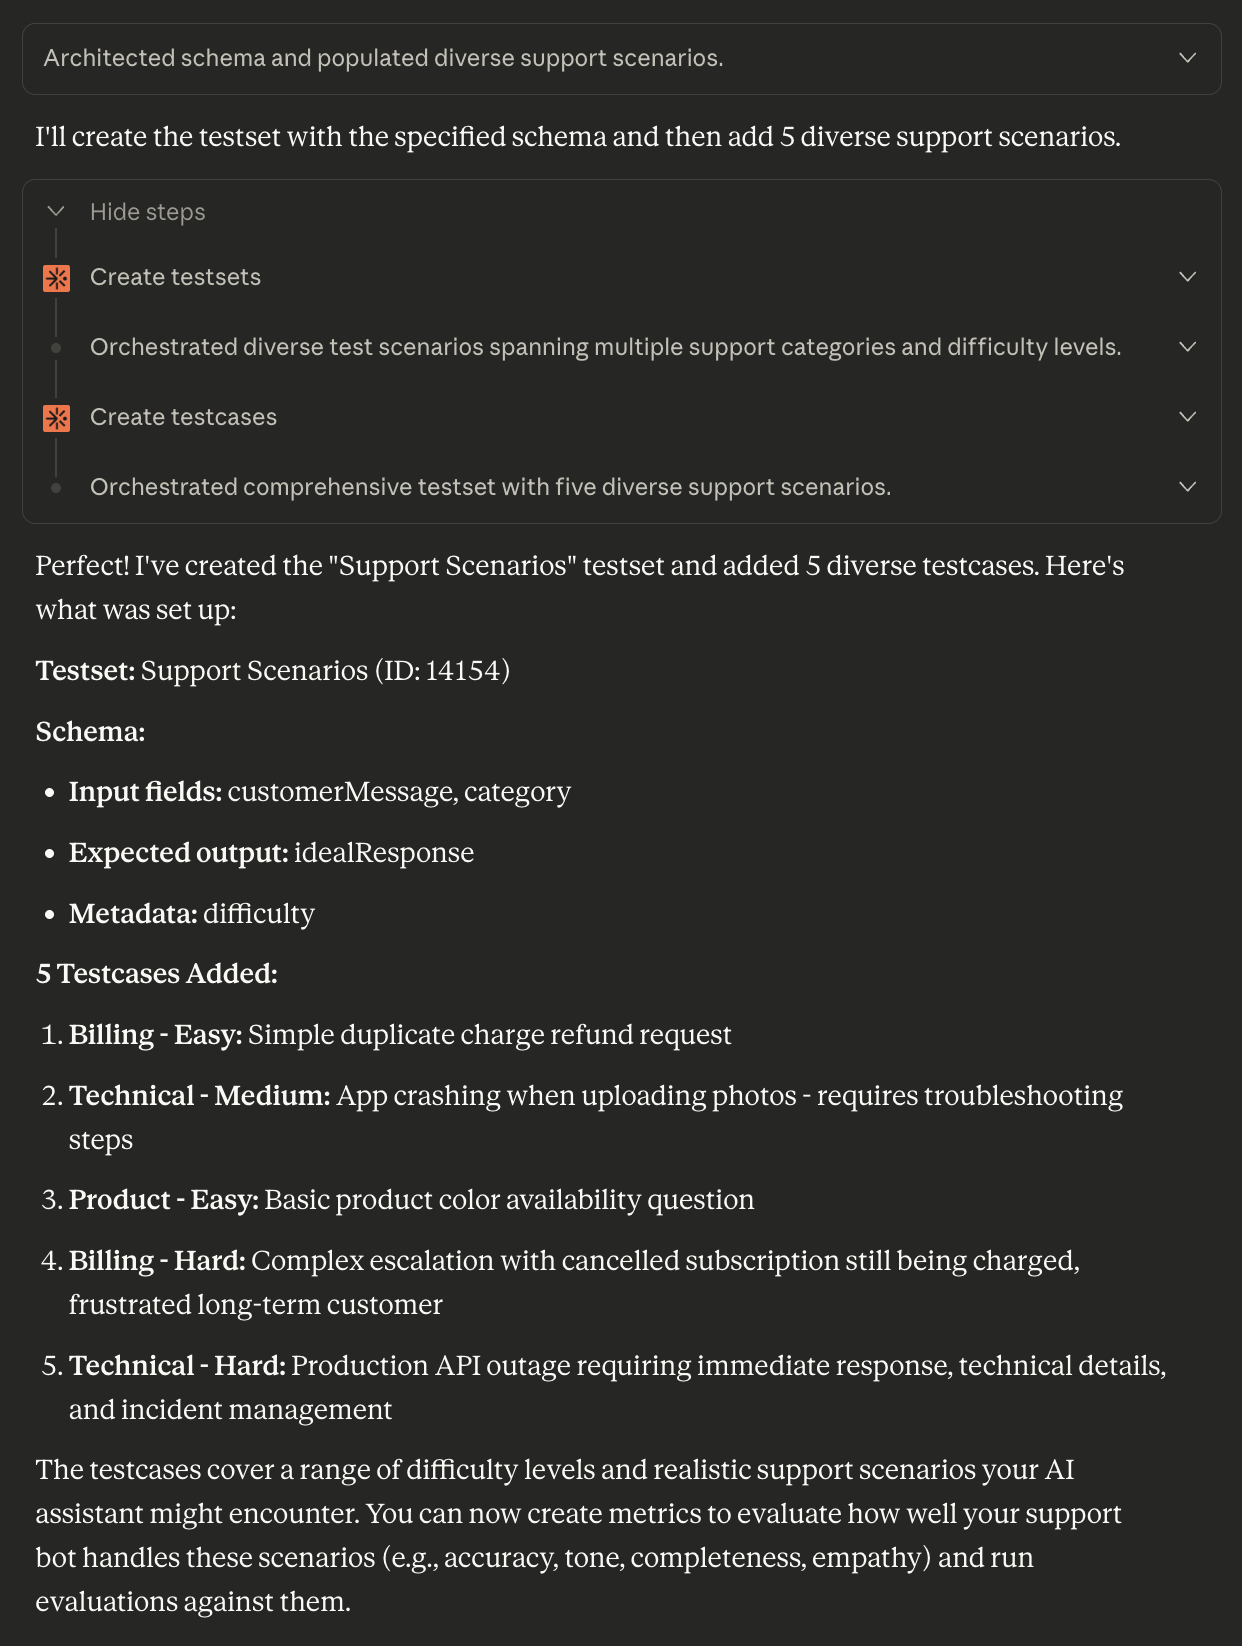 Architected schema and populated diverse support scenarios.
I'll create the testset with the specified schema and then add 5 diverse support scenarios.
Hide steps
Create testsets
Orchestrated diverse test scenarios spanning multiple support categories and difficulty levels.
Create testcases
Orchestrated comprehensive testset with five diverse support scenarios.
Perfect! I've created the "Support Scenarios" testset and added 5 diverse testcases. Here's
what was set up:
Testset: Support Scenarios (ID: 14154)
Schema:
• Input fields: customerMessage, category
• Expected output: idealResponse
• Metadata: difficulty
5 Testcases Added:
1. Billing - Easy: Simple duplicate charge refund request
2. Technical - Medium: App crashing when uploading photos - requires troubleshooting
steps
3. Product - Easy: Basic product color availability question
4. Billing - Hard: Complex escalation with cancelled subscription still being charged,
frustrated long-term customer
5. Technical - Hard: Production API outage requiring immediate response, technical details,
and incident management
The testcases cover a range of difficulty levels and realistic support scenarios your AI
assistant might encounter. You can now create metrics to evaluate how well your support
bot handles these scenarios (e.g., accuracy, tone, completeness, empathy) and run
evaluations against them.